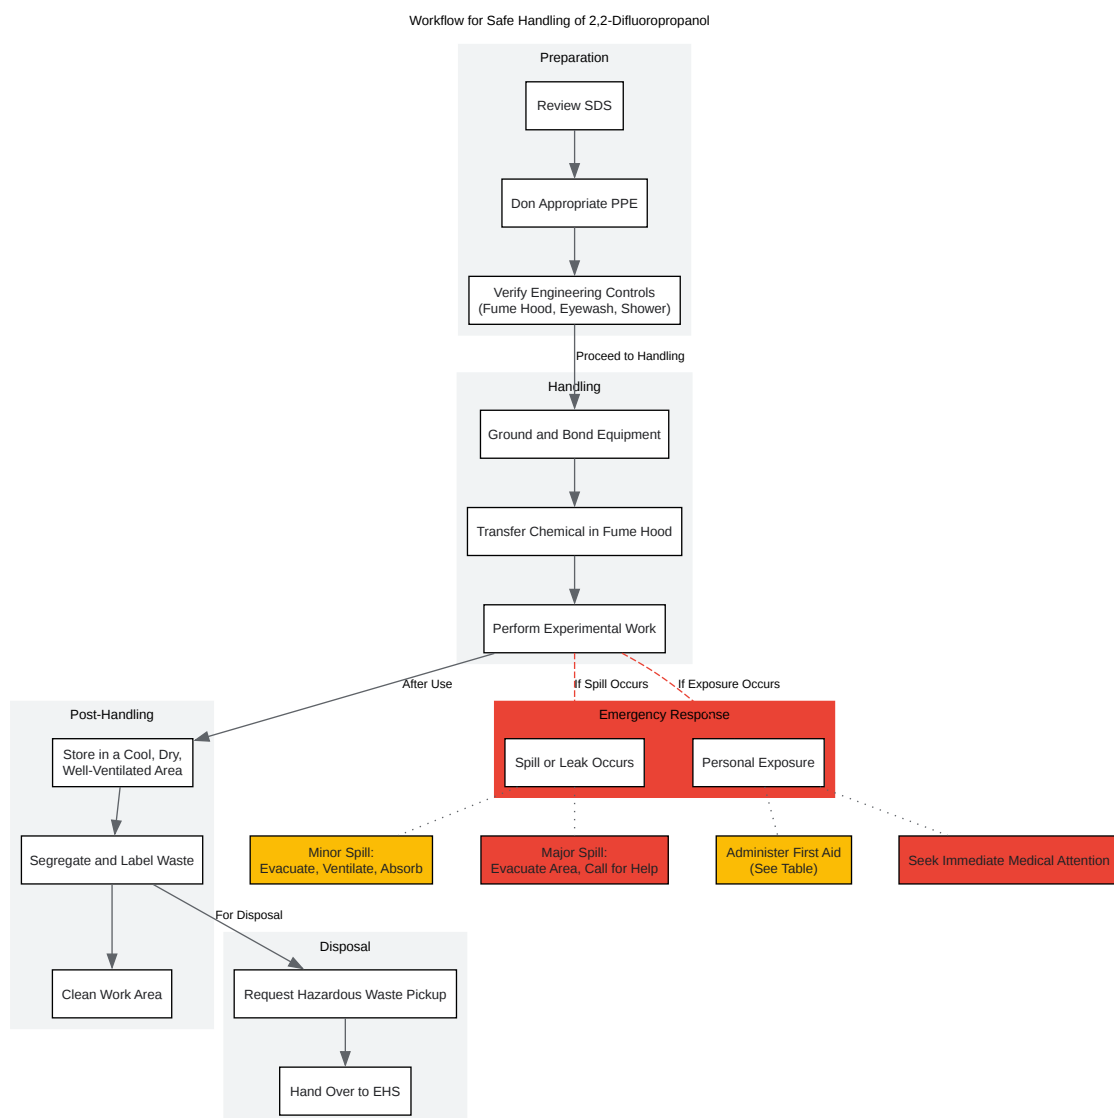 Workflow for Safe Handling of 2,2-Difluoropropanol
Preparation
Review SDS
Don Appropriate PPE
Verify Engineering Controls
(Fume Hood, Eyewash, Shower)
Proceed to Handling
Handling
Ground and Bond Equipment
Transfer Chemical in Fume Hood
Perform Experimental Work
After Use
If Spill Occurs
If Exposure Occurs
Post-Handling
Store in a Cool, Dry,
Well-Ventilated Area
Segregate and Label Waste
Clean Work Area
Emergency Response
Spill or Leak Occurs
Personal Exposure
Minor Spill:
Evacuate, Ventilate, Absorb
Major Spill:
Evacuate Area, Call for Help
Administer First Aid
(See Table)
Seek Immediate Medical Attention
For Disposal
Disposal
Request Hazardous Waste Pickup
Hand Over to EHS